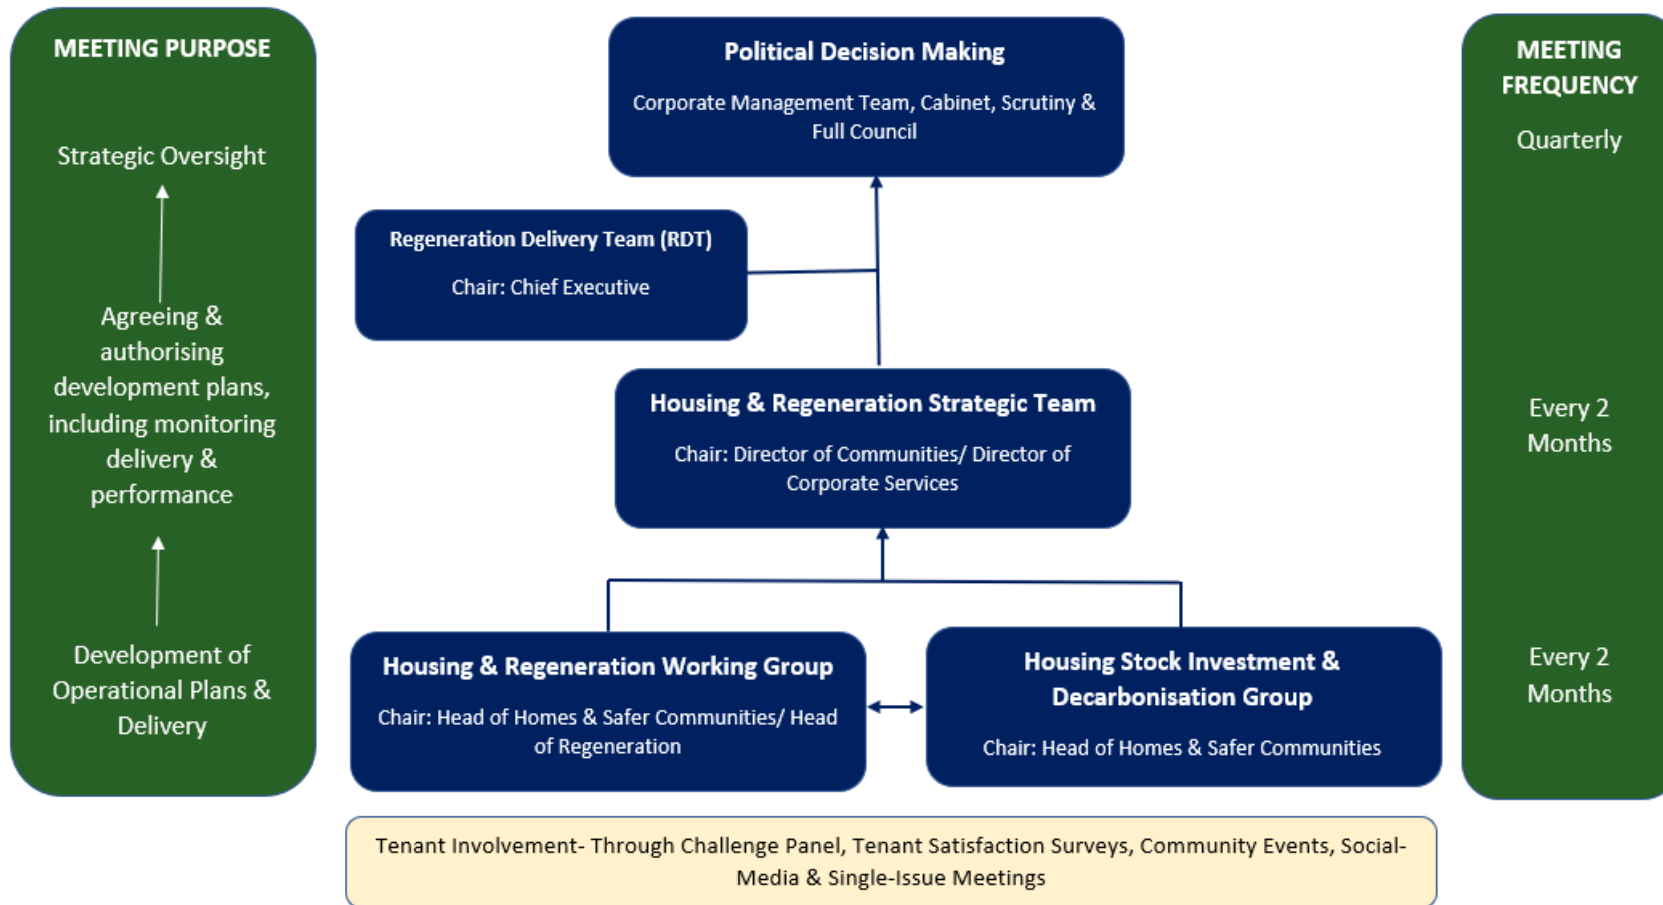 MEETING PURPOSE
Strategic Oversight
Agreeing &
authorising
development plans,
including monitoring
delivery &
performance
Development of
Operational Plans &
Delivery
Political Decision Making
Corporate Management Team, Cabinet, Scrutiny &
Full Council
Regeneration Delivery Team (RDT)
Chair: Chief Executive
Housing & Regeneration Strategic Team
Chair: Director of Communities/ Director of
Corporate Services
Housing & Regeneration Working Group
Chair: Head of Homes & Safer Communities/ Head
of Regeneration
Housing Stock Investment &
Decarbonisation Group
Chair: Head of Homes & Safer Communities
Tenant Involvement- Through Challenge Panel, Tenant Satisfaction Surveys, Community Events, Social-
Media & Single-Issue Meetings
MEETING
FREQUENCY
Quarterly
Every 2
Months
Every 2
Months